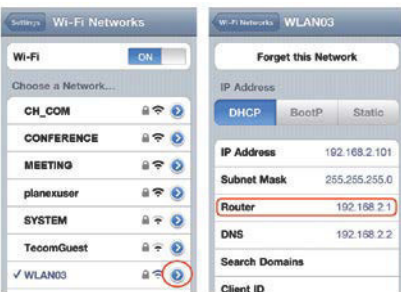 Settings Wi-Fi Networks
Wi-Fi ON
Choose a Network...
CH_COM
CONFERENCE
MEETING
planexuser
SYSTEM
TecomGuest
✓ WLAN03
Wi-Fi Networks WLAN03
Forget this Network
IP Address
DHCP BootP Static
IP Address 192.168.2.101
Subnet Mask 255.255.255.0
Router 192.168.2.1
DNS 192.168.2.2
Search Domains
Client ID